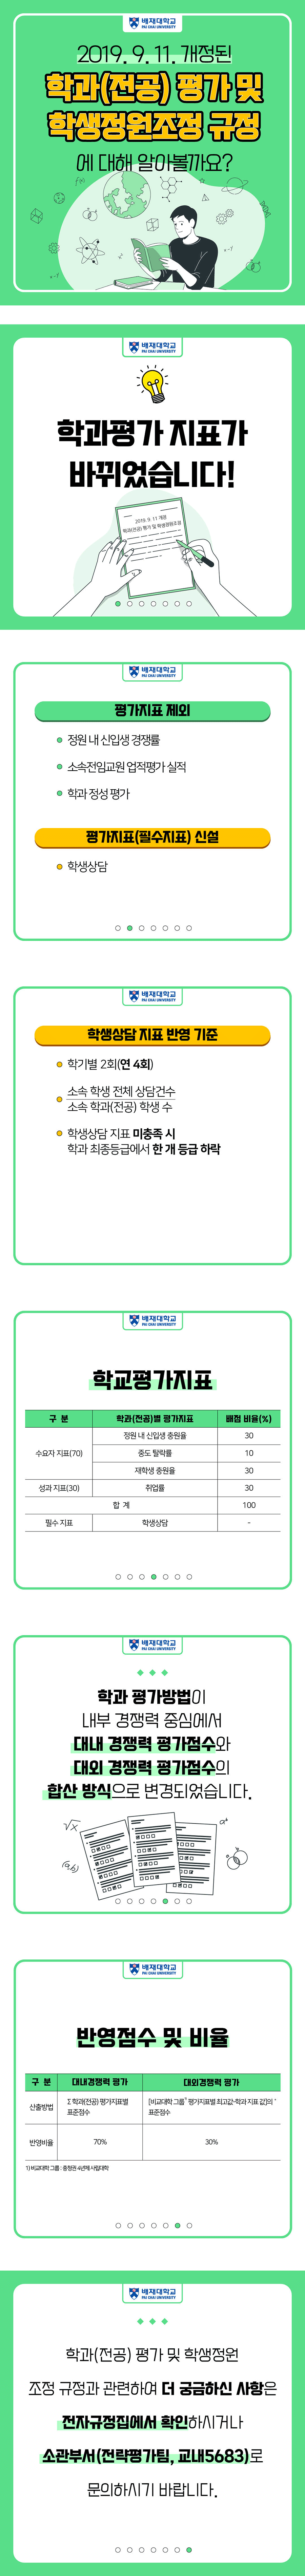 배재대학교
PAI CHAI UNIVERSITY
2019. 9. 11. 개정된
학과(전공) 평가 및
학생정원조정 규정
에 대해 알아볼까요?
배재대학교
PAI CHAI UNIVERSITY
학과평가 지표가
바뀌었습니다!
2019. 9. 11 개정
학과(전공) 평가 및 학생정원조정
배재대학교
PAI CHAI UNIVERSITY
평가지표 제외
정원 내 신입생 경쟁률
소속전임교원 업적평가 실적
학과 정성 평가
평가지표(필수지표) 신설
학생상담
배재대학교
PAI CHAI UNIVERSITY
학생상담 지표 반영 기준
학기별 2회(연 4회)
소속 학생 전체 상담건수
소속 학과(전공) 학생 수
학생상담 지표 미충족 시
학과 최종등급에서 한 개 등급 하락
배재대학교
PAI CHAI UNIVERSITY
학교평가지표
구 분 학과(전공)별 평가지표 배점 비율(%)
수요자 지표(70) 정원 내 신입생 충원율 30
중도 탈락률 10
재학생 충원율 30
성과 지표(30) 취업률 30
합 계 100
필수 지표 학생상담 -
배재대학교
PAI CHAI UNIVERSITY
학과 평가방법이
내부 경쟁력 중심에서
대내 경쟁력 평가점수와
대외 경쟁력 평가점수의
합산 방식으로 변경되었습니다.
√x
(a,b)
배재대학교
PAI CHAI UNIVERSITY
반영점수 및 비율
구 분 대내경쟁력 평가 대외경쟁력 평가
산출방법 Σ 학과(전공) 평가지표별 표준점수 [비교대학 그룹 평가지표별 최고값-학과 지표 값]의 표준점수
반영비율 70% 30%
1) 비교대학 그룹 : 충청권 4년제 사립대학
배재대학교
PAI CHAI UNIVERSITY
학과(전공) 평가 및 학생정원
조정 규정과 관련하여 더 궁금하신 사항은
전자규정집에서 확인하시거나
소관부서(전략평가팀, 교내5683)로
문의하시기 바랍니다.